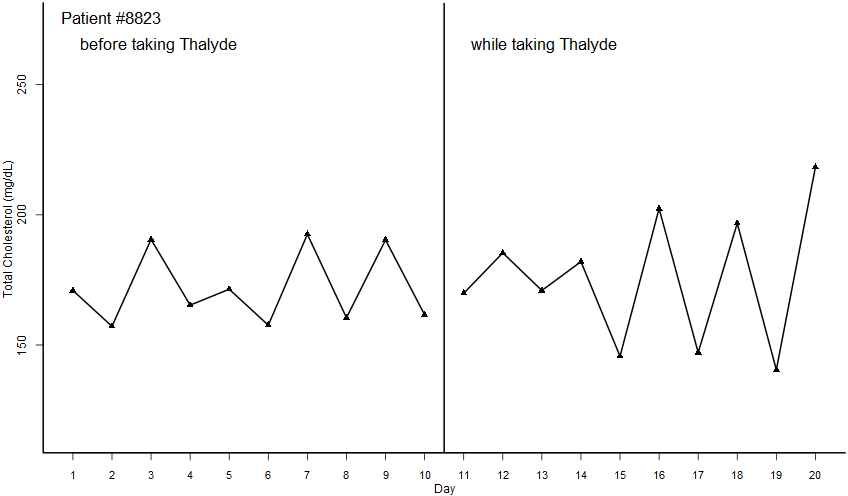 Patient #8823
before taking Thalyde
while taking Thalyde
Total Cholesterol (mg/dL)
250
200
150
1 2 3 4 5 6 7 8 9 10 11 12 13 14 15 16 17 18 19 20
Day